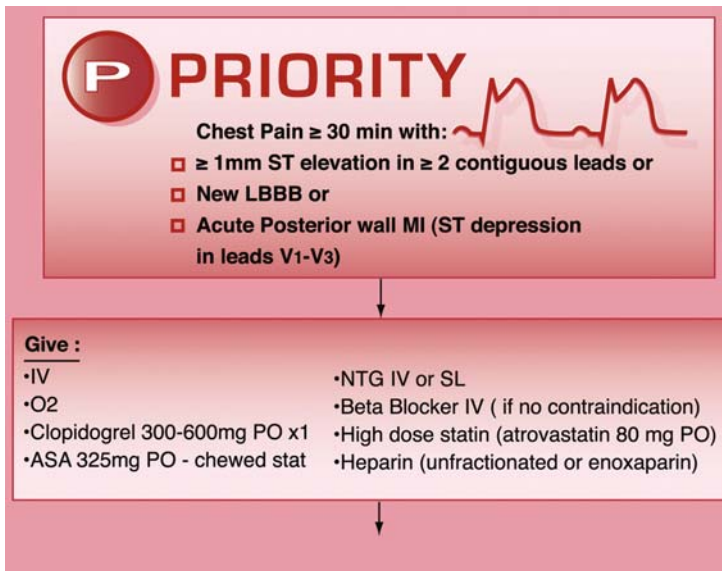 P PRIORITY
Chest Pain ≥ 30 min with:
≥ 1mm ST elevation in ≥ 2 contiguous leads or
New LBBB or
Acute Posterior wall MI (ST depression
in leads V1-V3)
Give :
•IV
•O2
•Clopidogrel 300-600mg PO x1
•ASA 325mg PO - chewed stat
•NTG IV or SL
•Beta Blocker IV ( if no contraindication)
•High dose statin (atrovastatin 80 mg PO)
•Heparin (unfractionated or enoxaparin)